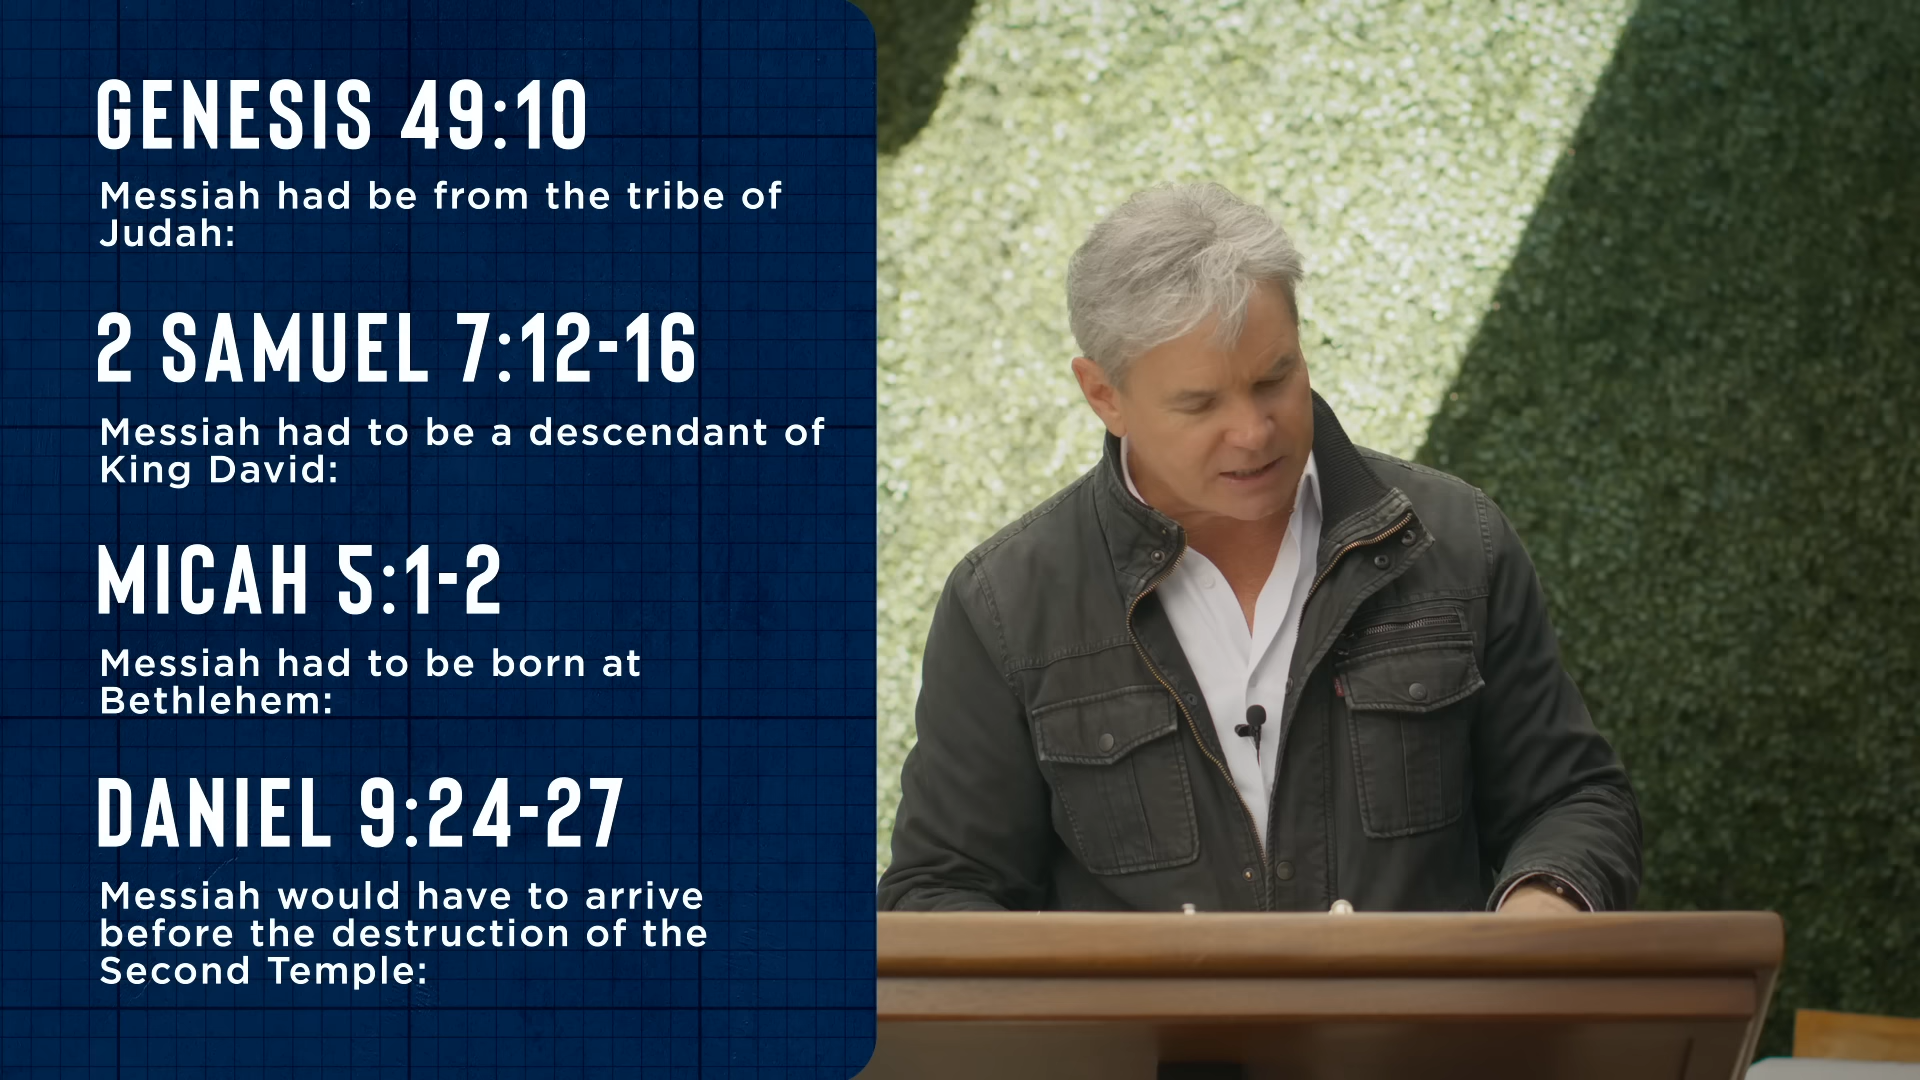 GENESIS 49:10
Messiah had be from the tribe of
Judah:
2 SAMUEL 7:12-16
Messiah had to be a descendant of
King David:
MICAH 5:1-2
Messiah had to be born at
Bethlehem:
DANIEL 9:24-27
Messiah would have to arrive
before the destruction of the
Second Temple: